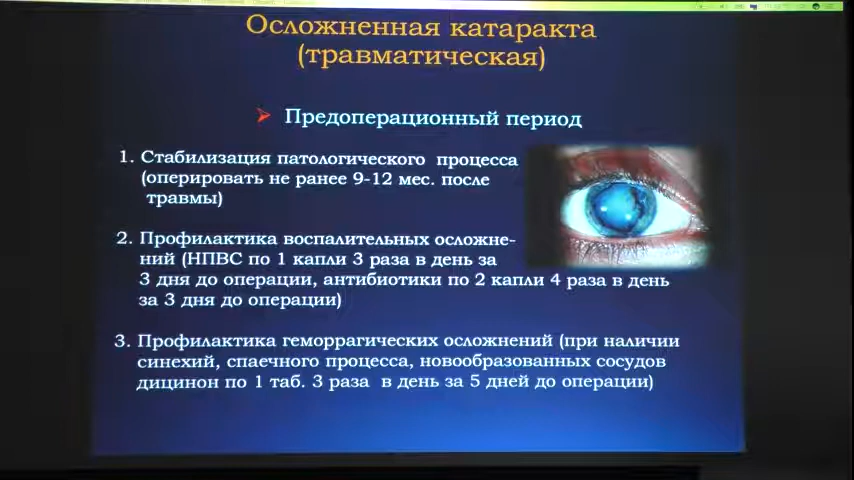 Осложненная катаракта
(травматическая)
Предоперационный период
1. Стабилизация патологического процесса
(оперировать не ранее 9-12 мес. после
травмы)
2. Профилактика воспалительных осложне-
ний (НПВС по 1 капли 3 раза в день за
3 дня до операции, антибиотики по 2 капли 4 раза в день
за 3 дня до операции)
3. Профилактика геморрагических осложнений (при наличии
синехий, спаечного процесса, новообразованных сосудов
дицинон по 1 таб. 3 раза в день за 5 дней до операции)